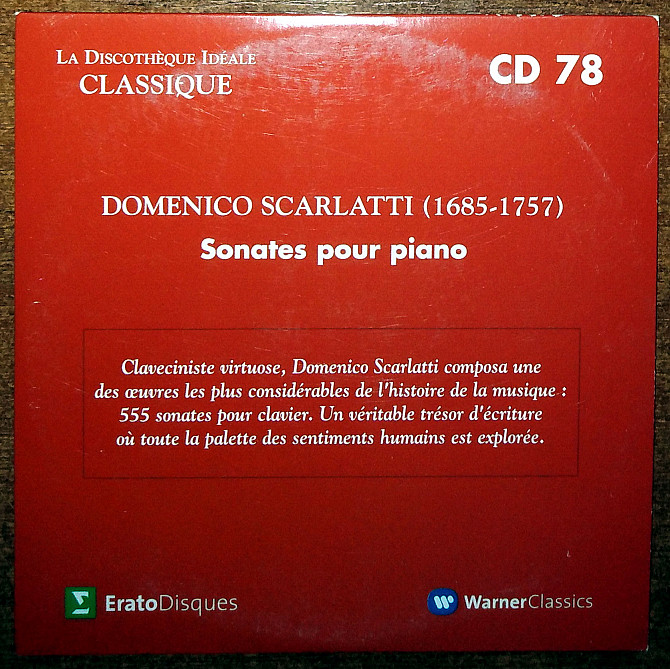 La Discothèque Idéale
CLASSIQUE
CD 78
DOMENICO SCARLATTI (1685-1757)
Sonates pour piano
Claveciniste virtuose, Domenico Scarlatti composa une
des œuvres les plus considérables de l'histoire de la musique :
555 sonates pour clavier. Un véritable trésor d'écriture
où toute la palette des sentiments humains est explorée.
EratoDisques
WarnerClassics